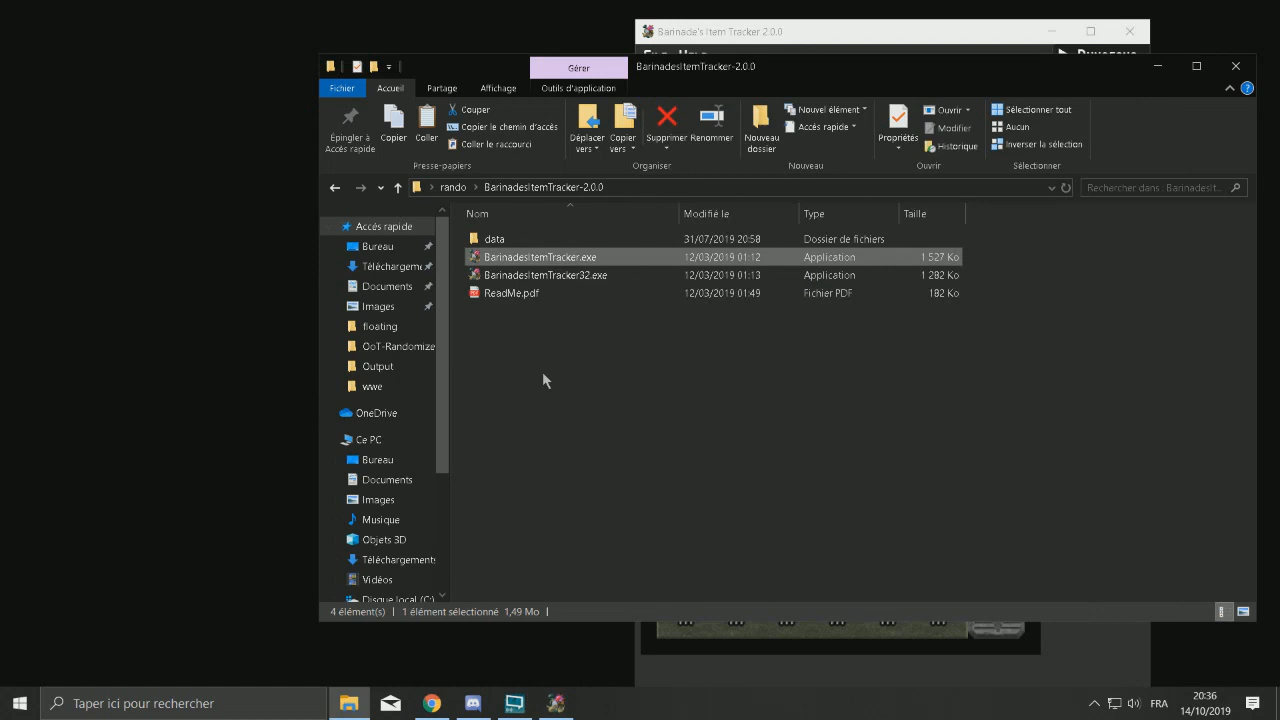 Barinade's Item Tracker 2.0.0
Gérer
BarinadesItemTracker-2.0.0
Fichier
Accueil
Partage
Affichage
Outils d'application
Épingler à
Accès rapide
Copier
Coller
Couper
Copier le chemin d'accès
Coller le raccourci
Presse-papiers
Déplacer
vers
Copier
vers
Supprimer
Renommer
Organiser
Nouveau
dossier
Nouvel élément
Accès rapide
Nouveau
Propriétés
Ouvrir
Modifier
Historique
Ouvrir
Sélectionner tout
Aucun
Inverser la sélection
Sélectionner
rando > BarinadesItemTracker-2.0.0
Rechercher dans : Barinadesit...
Nom Modifié le Type Taille
data 31/07/2019 20:58 Dossier de fichiers
BarinadesItemTracker.exe 12/03/2019 01:12 Application 1 527 Ko
BarinadesItemTracker32.exe 12/03/2019 01:13 Application 1 282 Ko
ReadMe.pdf 12/03/2019 01:49 Fichier PDF 182 Ko
Accès rapide
Bureau
Téléchargeme
Documents
Images
floating
OoT-Randomize
Output
wwe
OneDrive
Ce PC
Bureau
Documents
Images
Musique
Objets 3D
Téléchargements
Vidéos
Disque local (C:)
4 élément(s) 1 élément sélectionné 1,49 Mo
Taper ici pour rechercher
FRA
20:36
14/10/2019